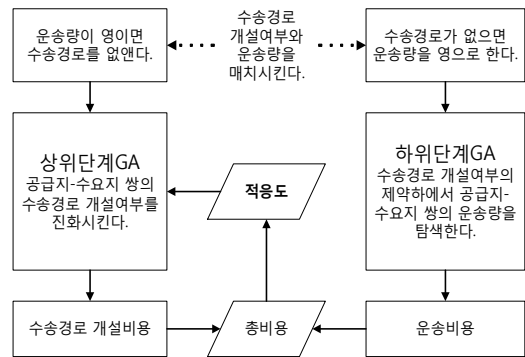 운송량이 영이면
수송경로를 없앤다.
수송경로
개설여부와
운송량을
매치시킨다.
수송경로가 없으면
운송량을 영으로 한다.
상위단계GA
공급지-수요지 쌍의
수송경로 개설여부를
진화시킨다.
적응도
하위단계GA
수송경로 개설여부의
제약하에서 공급지-
수요지 쌍의 운송량을
탐색한다.
수송경로 개설비용
총비용
운송비용